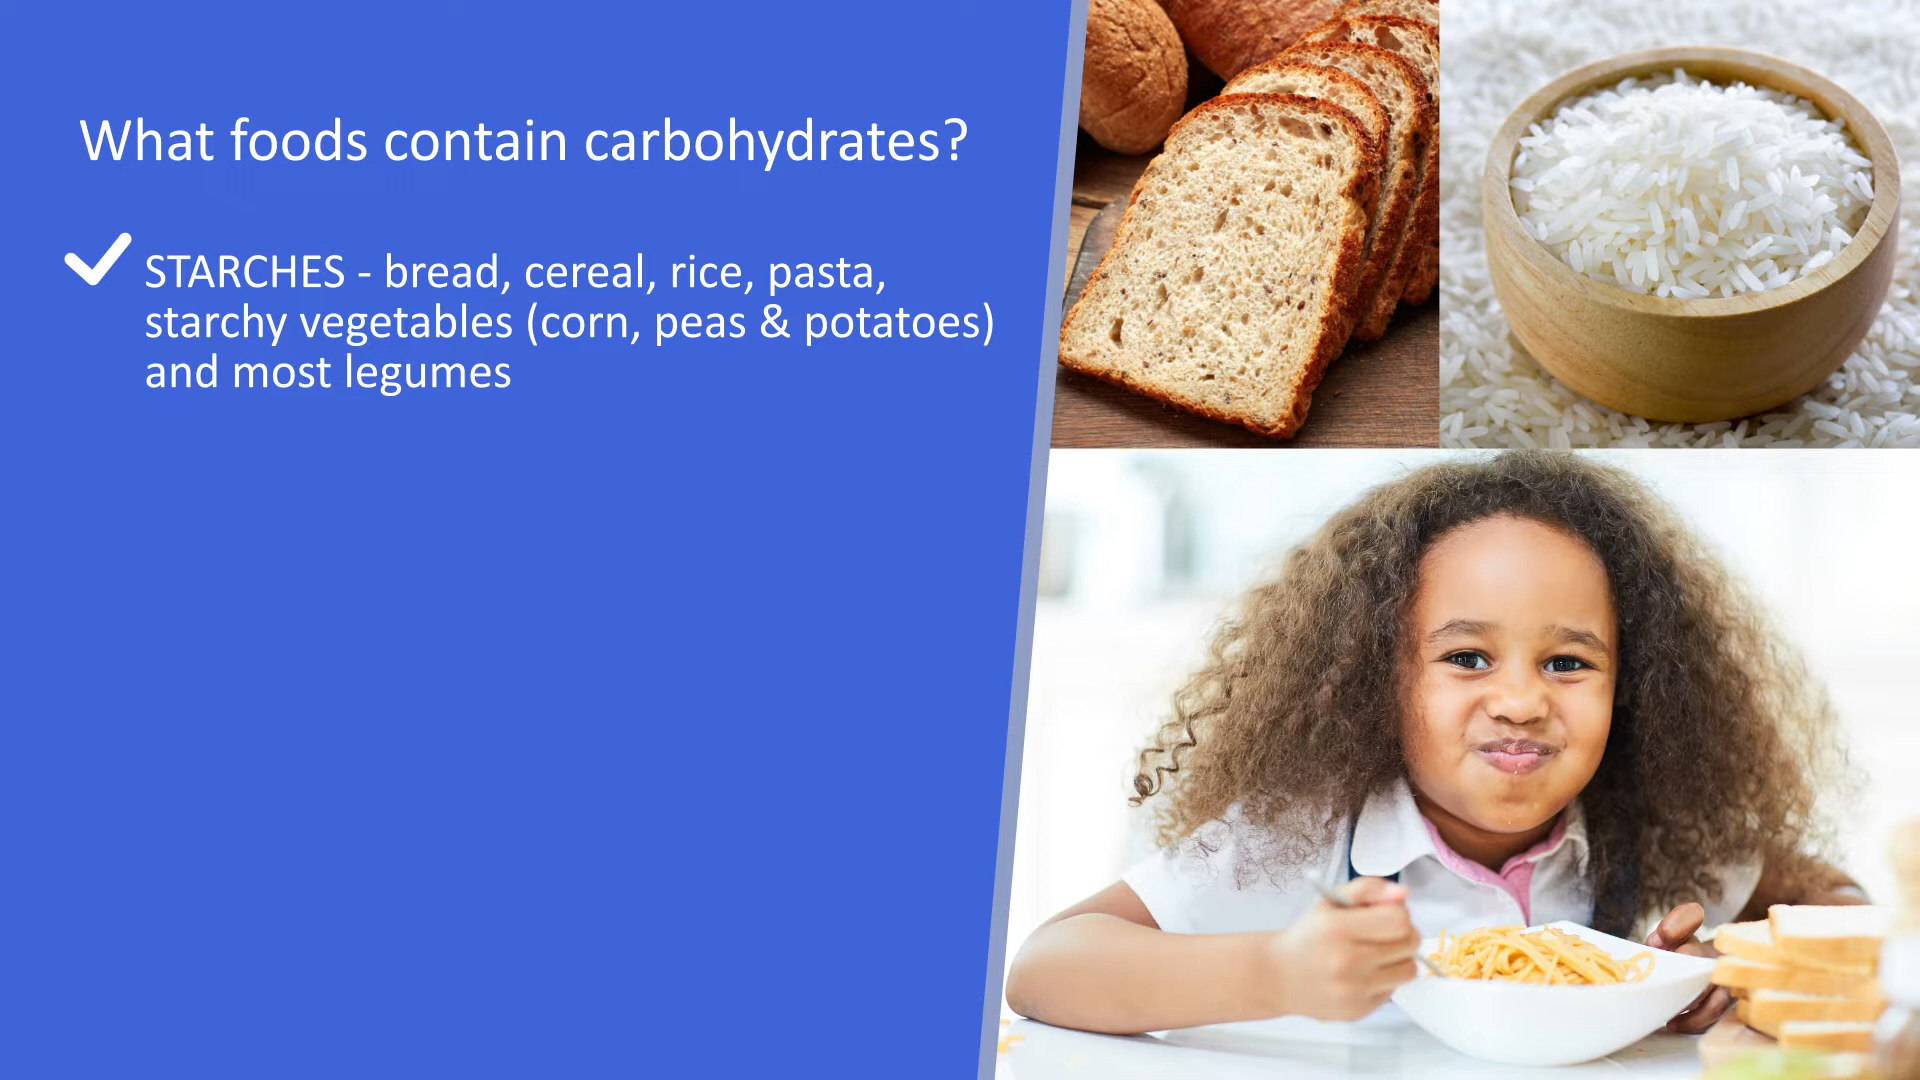 What foods contain carbohydrates?
STARCHES - bread, cereal, rice, pasta,
starchy vegetables (corn, peas & potatoes)
and most legumes